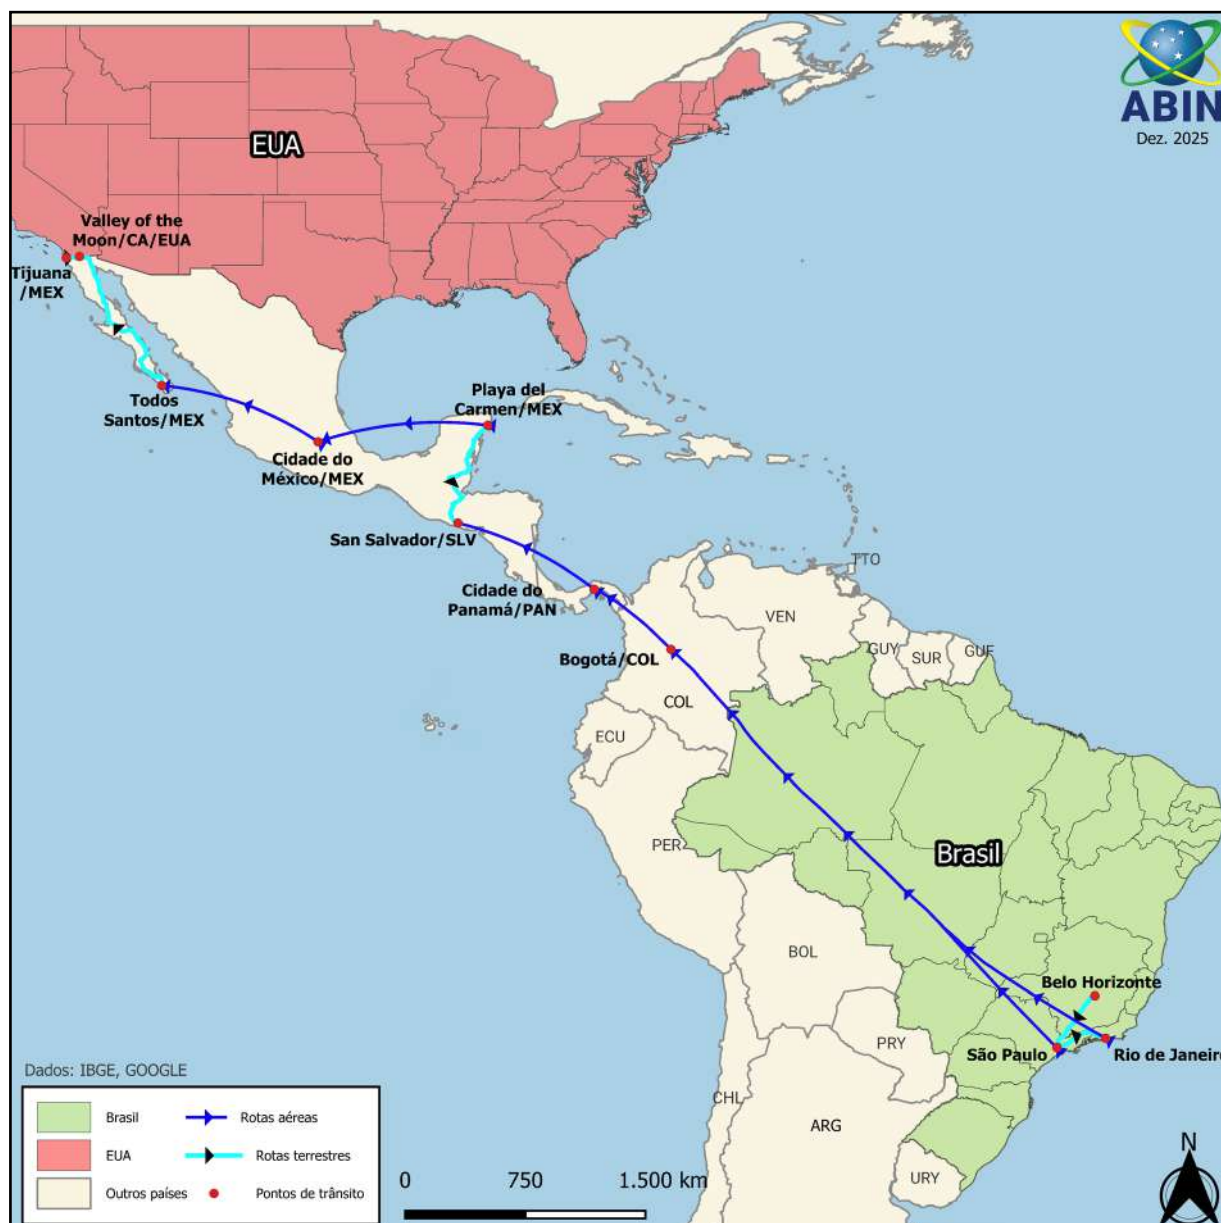 ABIN
Dez. 2025
EUA
Valley of the
Moon/CA/EUA
Tijuana
/MEX
Todos
Santos/MEX
Playa del
Carmen/MEX
Cidade do
México/MEX
San Salvador/SLV
Cidade do
Panamá/PAN
TTO
VEN
GUY
SUR
GUF
Bogotá/COL
COL
ECU
PER
Brasil
BOL
Belo Horizonte
São Paulo
Rio de Janeiro
PRY
CHL
ARG
URY
Dados: IBGE, GOOGLE
Brasil
Rotas aéreas
EUA
Rotas terrestres
Outros países
Pontos de trânsito
0 750 1.500 km
N